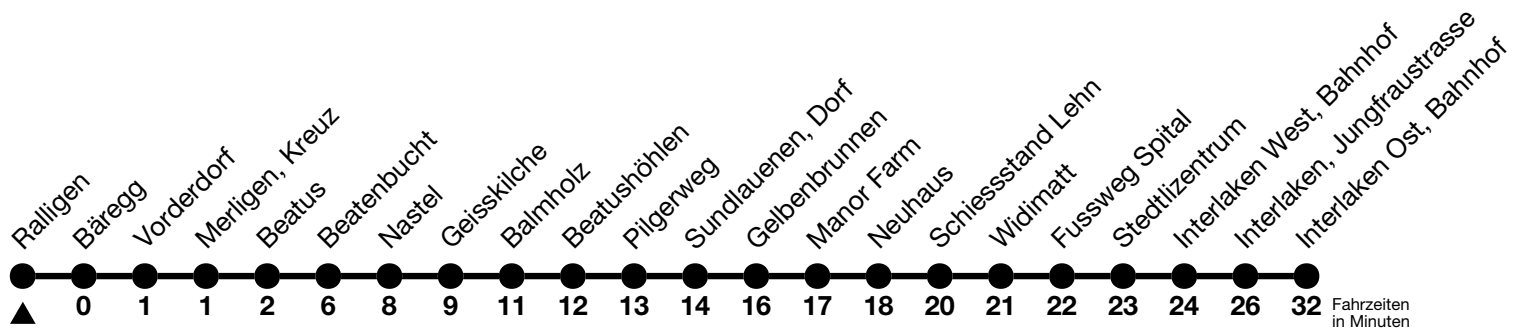 Ralligen
Bäregg
Vorderdorf
Merligen, Kreuz
Beatus
Beatenbucht
Nastel
Geisskilche
Balmholz
Beatushöhlen
Pilgerweg
Sundlauenen, Dorf
Gelbenbrunnen
Manor Farm
Neuhaus
Schiessstand Lehn
Widimatt
Fussweg Spital
Stedtlizentrum
Interlaken West, Bahnhof
Interlaken, Jungfraustrasse
Interlaken Ost, Bahnhof
0 1 1 2 6 8 9 11 12 13 14 16 17 18 20 21 22 23 24 26 32
Fahrzeiten
in Minuten